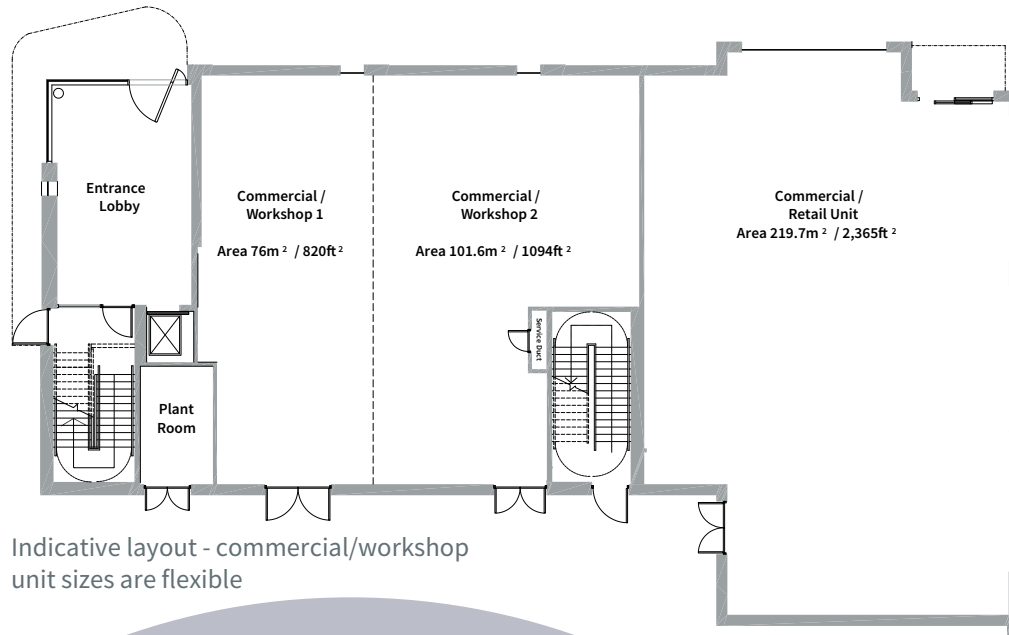 Entrance
Lobby
Commercial /
Workshop 1
Area 76m ² / 820ft ²
Commercial /
Workshop 2
Area 101.6m ² / 1094ft ²
Commercial /
Retail Unit
Area 219.7m ² / 2,365ft ²
Service Duct
Plant
Room
Indicative layout - commercial/workshop
unit sizes are flexible